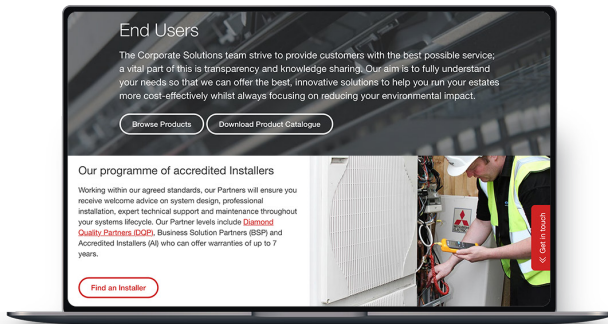 End Users
The Corporate Solutions team strive to provide customers with the best possible service;
a vital part of this is transparency and knowledge sharing. Our aim is to fully understand
your needs so that we can offer the best, innovative solutions to help you run your estates
more cost-effectively whilst always focusing on reducing your environmental impact.
Browse Products
Download Product Catalogue
Our programme of accredited Installers
Working within our agreed standards, our Partners will ensure you
receive welcome advice on system design, professional
installation, expert technical support and maintenance throughout
your systems lifecycle. Our Partner levels include Diamond
Quality Partners (DQP), Business Solution Partners (BSP) and
Accredited Installers (AI) who can offer warranties of up to 7
years.
Find an Installer
« Get in touch